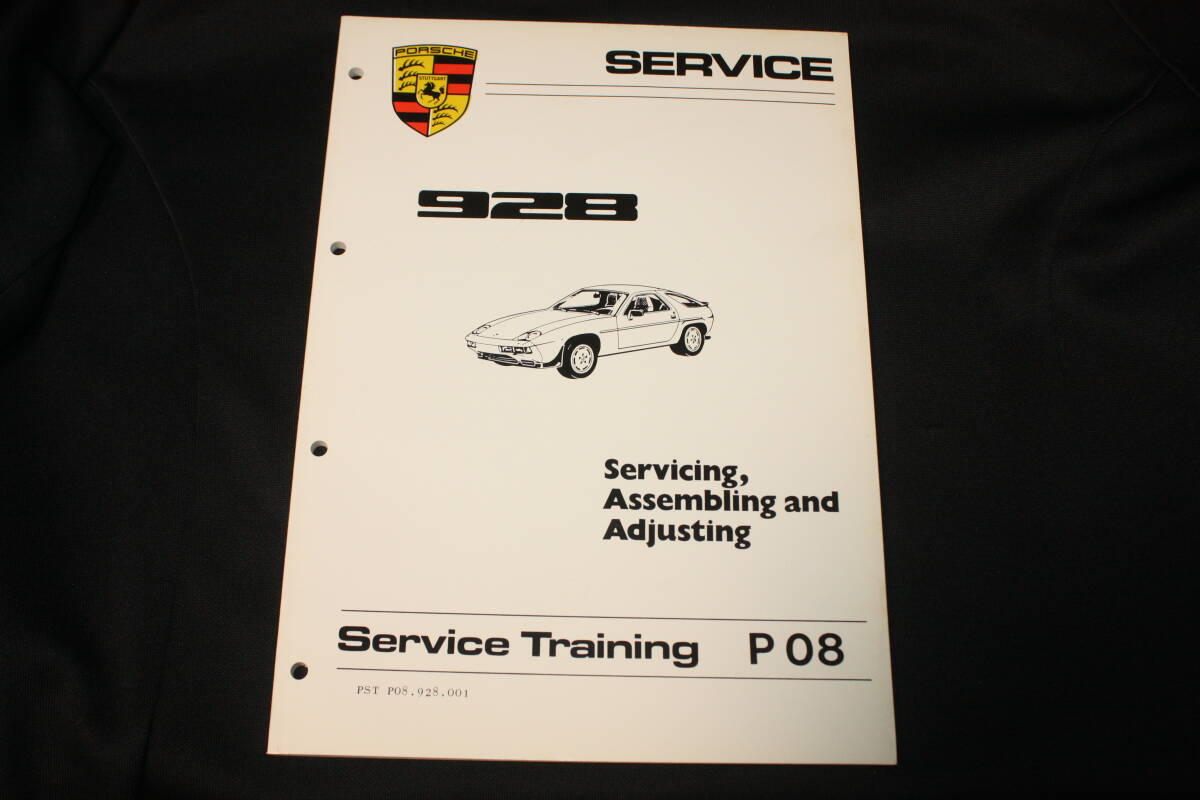 PORSCHE
STUTTGART
SERVICE
928
Servicing,
Assembling and
Adjusting
Service Training P 08
PST P08.928.001